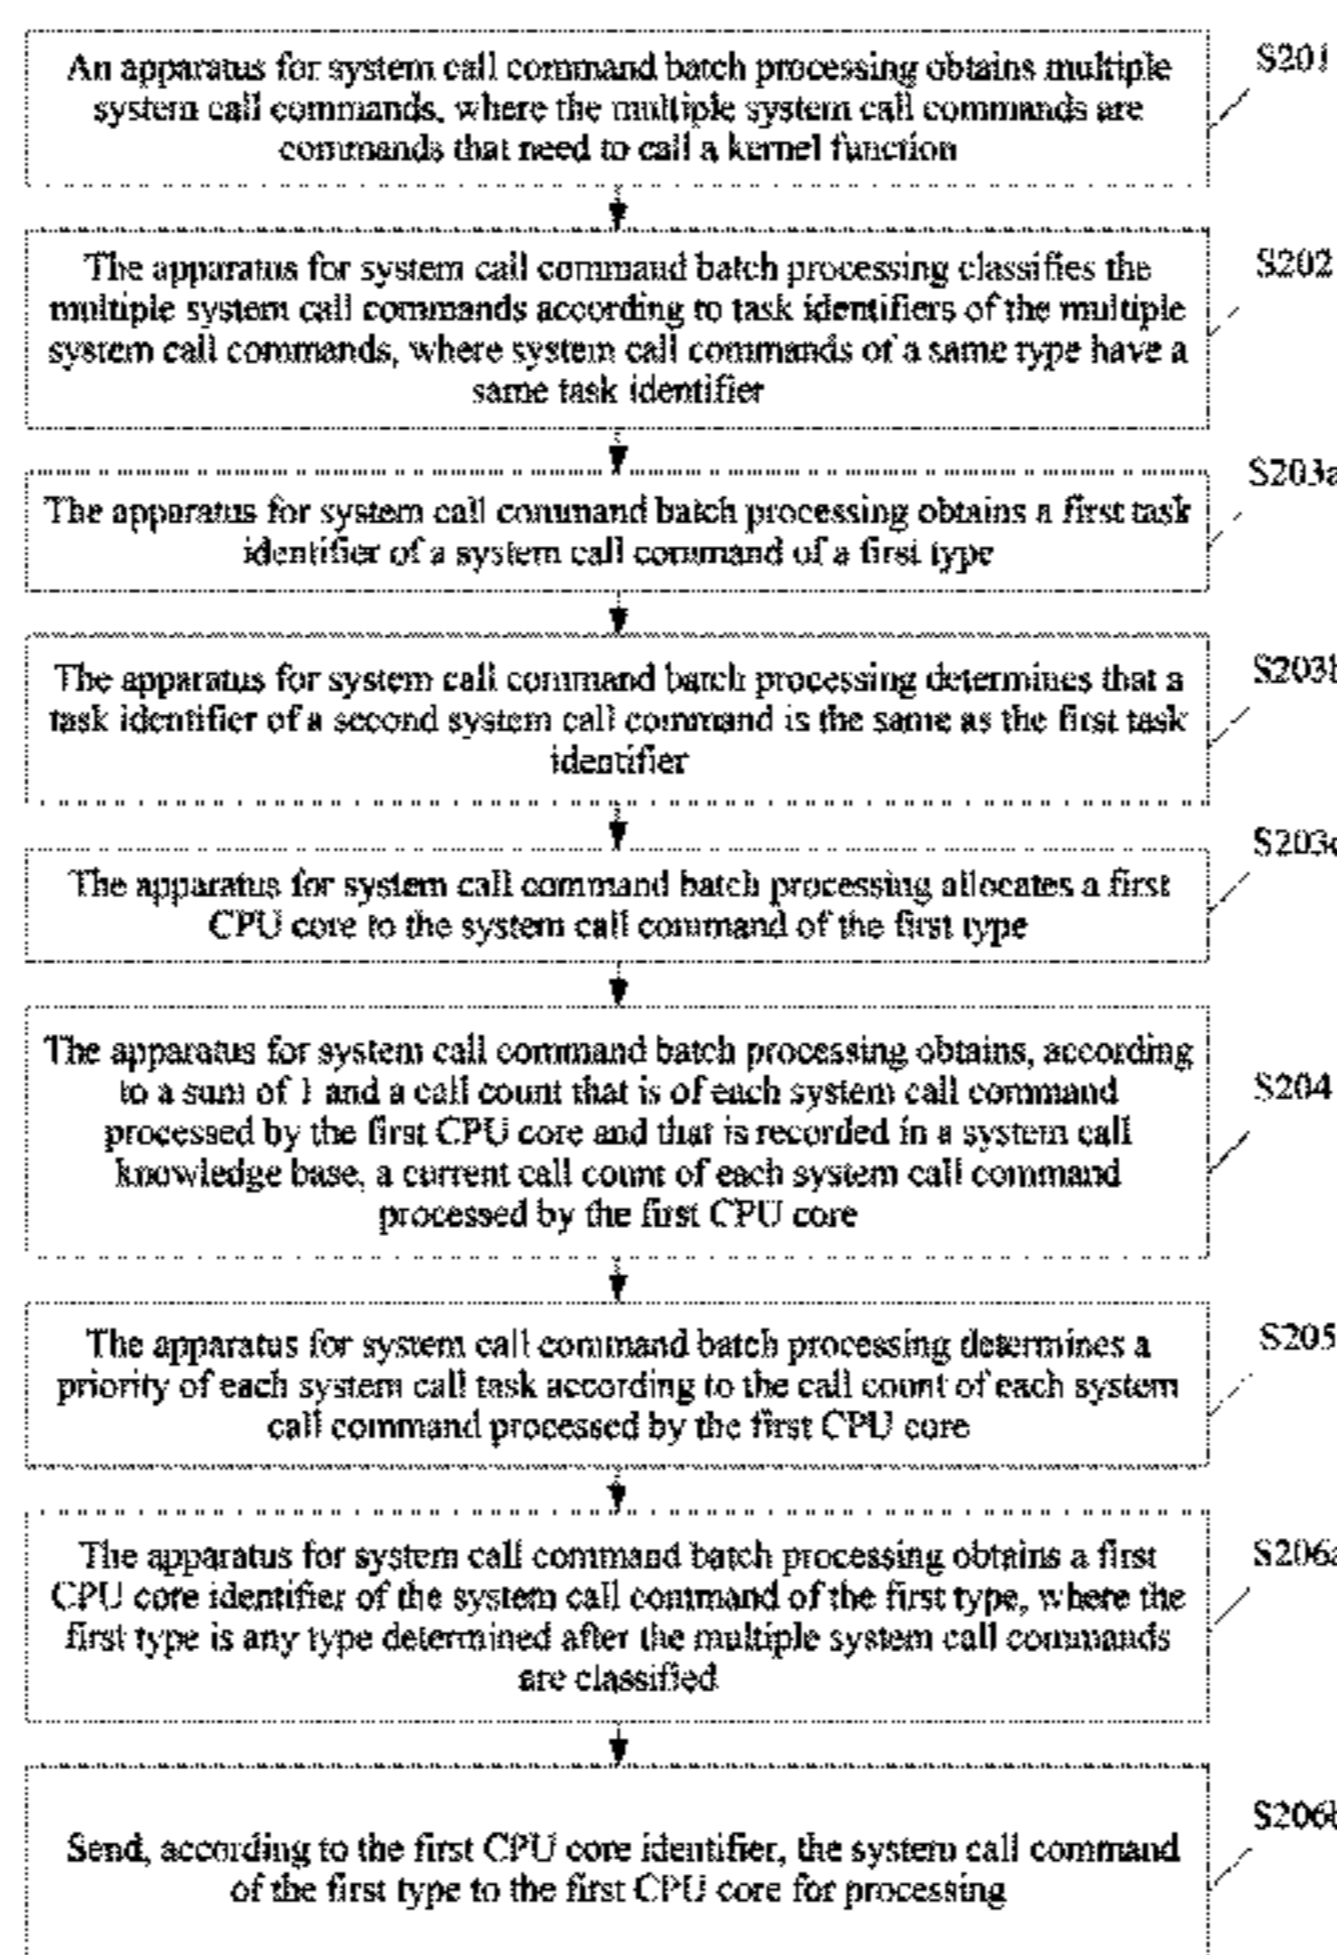 An apparatus for system call command batch processing obtains multiple
system call commands, where the multiple system call commands are
commands that need to call a kernel function
S201
The apparatus for system call command batch processing classifies the
multiple system call commands according to task identifiers of the multiple
system call commands, where system call commands of a same type have a
same task identifier
S202
The apparatus for system call command batch processing obtains a first task
identifier of a system call command of a first type
S203a
The apparatus for system call command batch processing determines that a
task identifier of a second system call command is the same as the first task
identifier
S203b
The apparatus for system call command batch processing allocates a first
CPU core to the system call command of the first type
S203c
The apparatus for system call command batch processing obtains, according
to a sum of 1 and a call count that is of each system call command
processed by the first CPU core and that is recorded in a system call
knowledge base, a current call count of each system call command
processed by the first CPU core
S204
The apparatus for system call command batch processing determines a
priority of each system call task according to the call count of each system
call command processed by the first CPU core
S205
The apparatus for system call command batch processing obtains a first
CPU core identifier of the system call command of the first type, where the
first type is any type determined after the multiple system call commands
are classified
S206a
Send, according to the first CPU core identifier, the system call command
of the first type to the first CPU core for processing
S206b